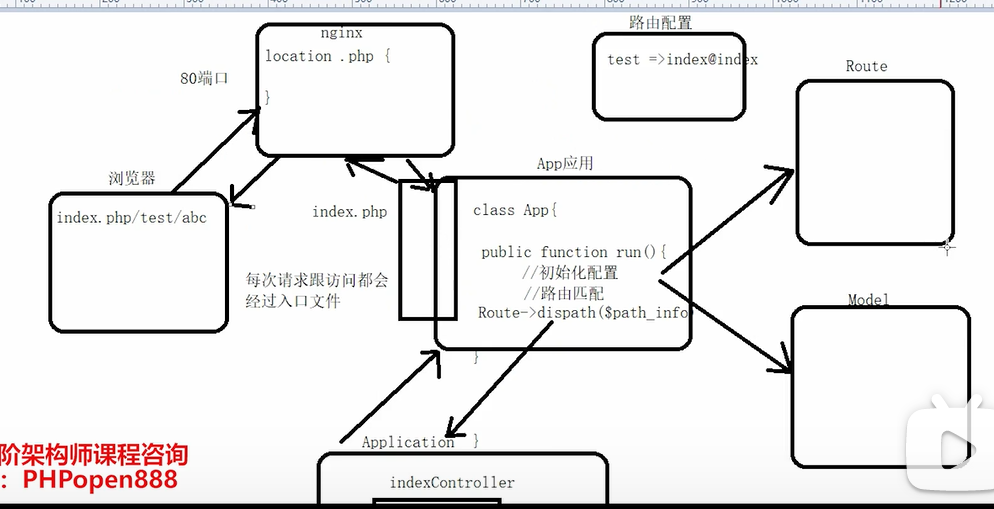 nginx
location .php {
}
80端口
路由配置
test =>index@index
Route
浏览器
index.php/test/abc
index.php
每次请求跟访问都会
经过入口文件
App应用
class App{
public function run(){
//初始化配置
//路由匹配
Route->dispath($path_info)
}
}
Model
Application
indexController
阶架构师课程咨询
：PHPopen888